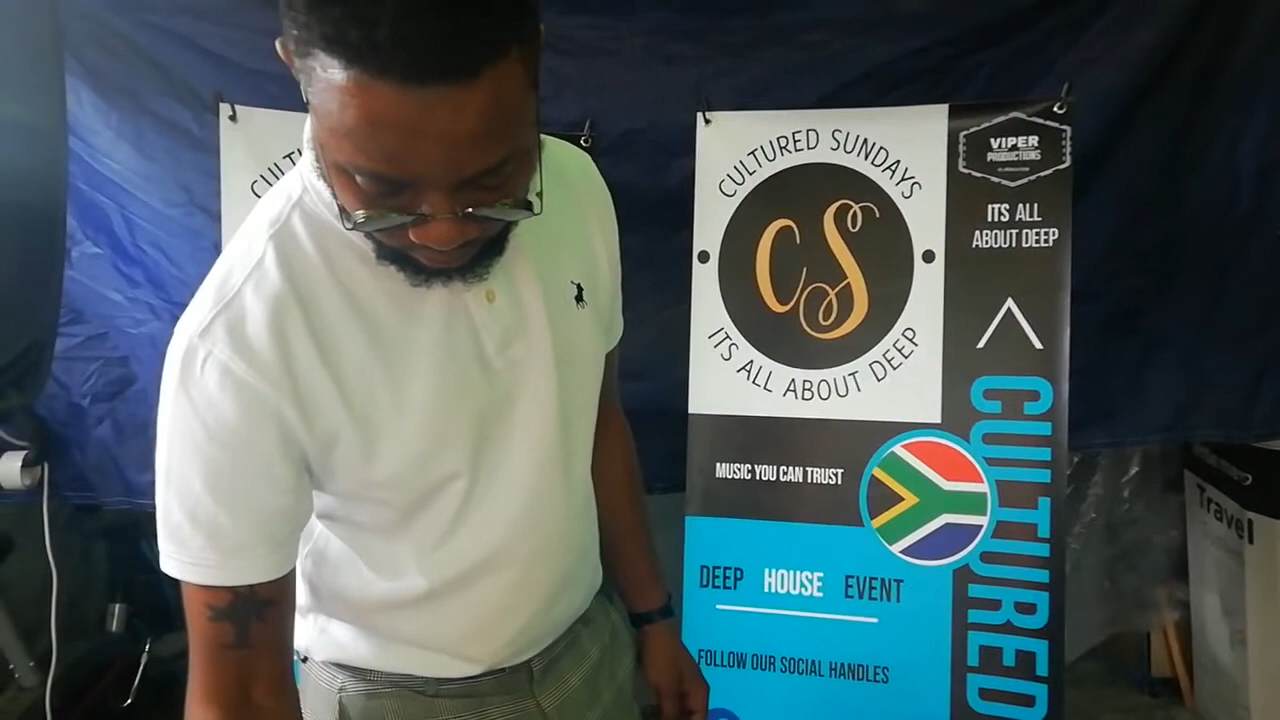 CULT
CULTURED SUNDAYS
CS
ITS ALL ABOUT DEEP
VIPER
PRODUCTIONS
ITS ALL
ABOUT DEEP
CULTURED
MUSIC YOU CAN TRUST
DEEP HOUSE EVENT
FOLLOW OUR SOCIAL HANDLES
Travel